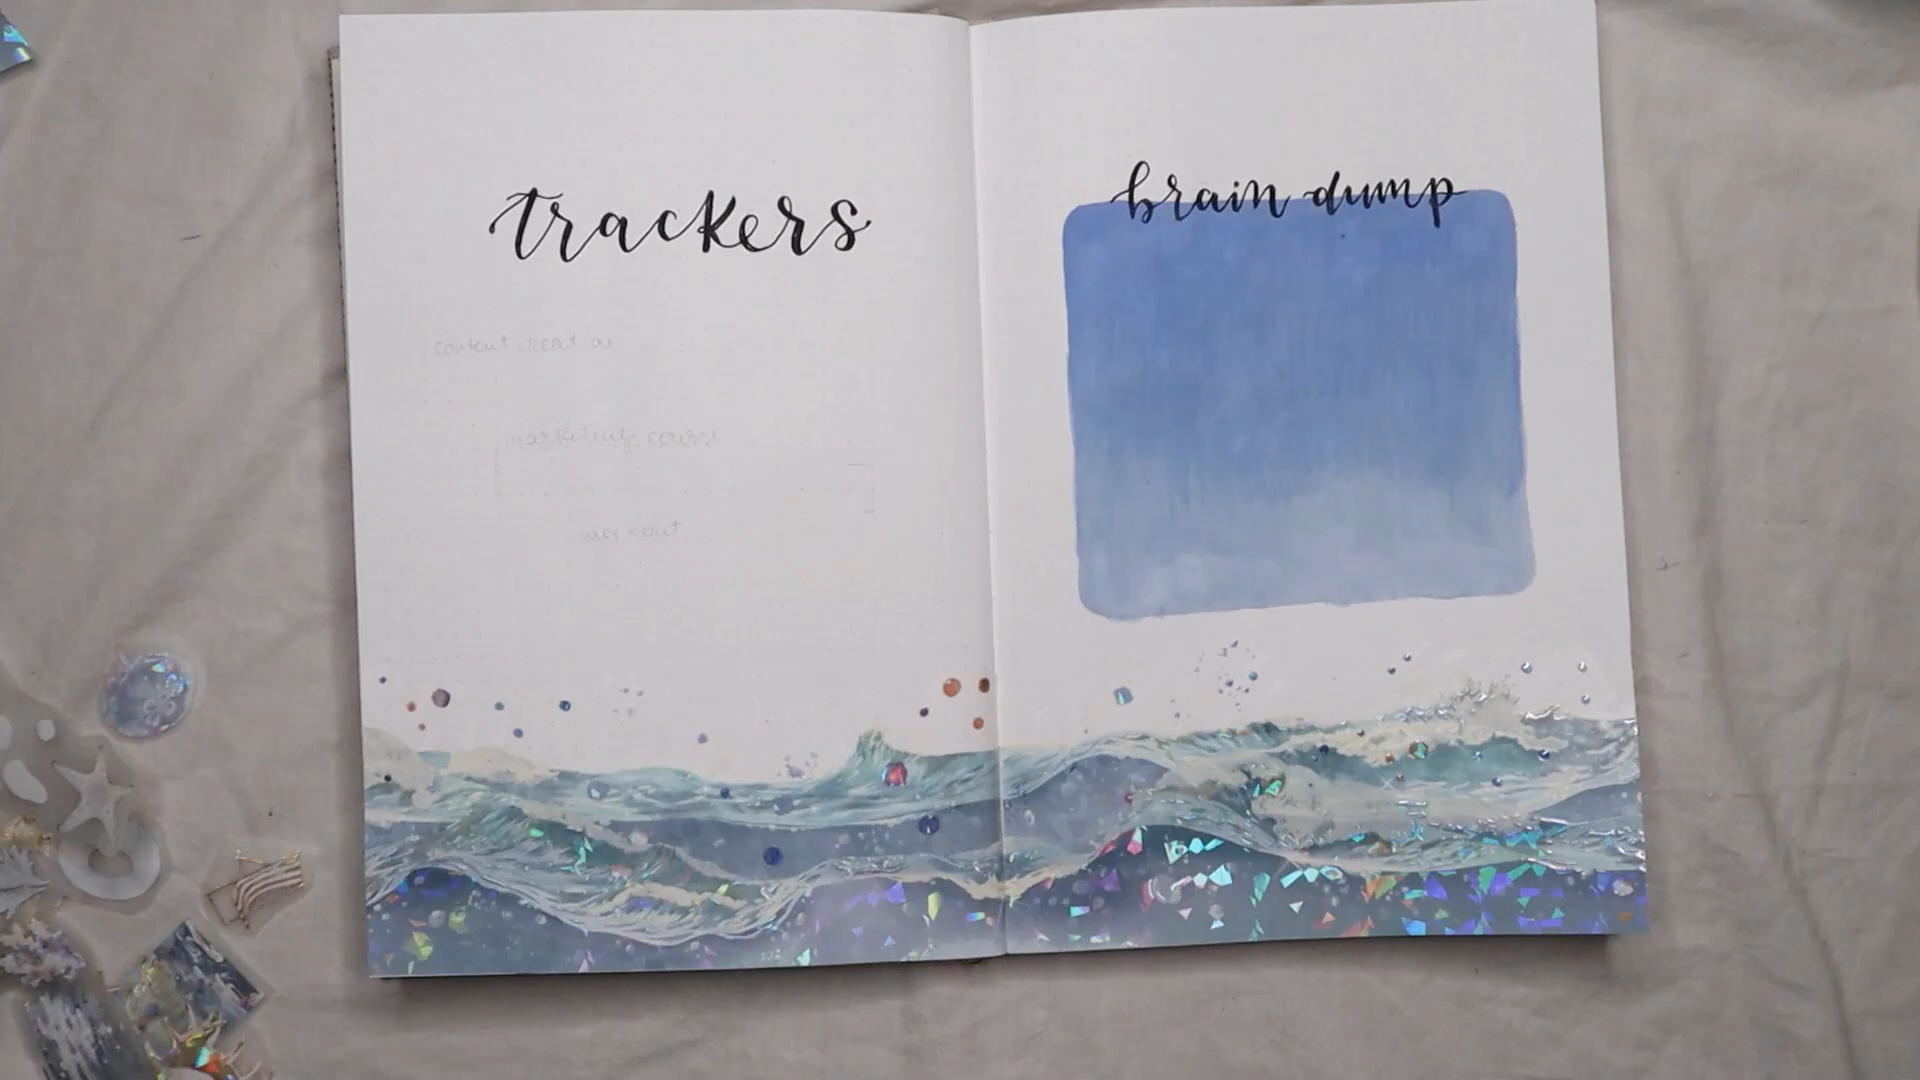 trackers
content creation
marketing course
workout
brain dump